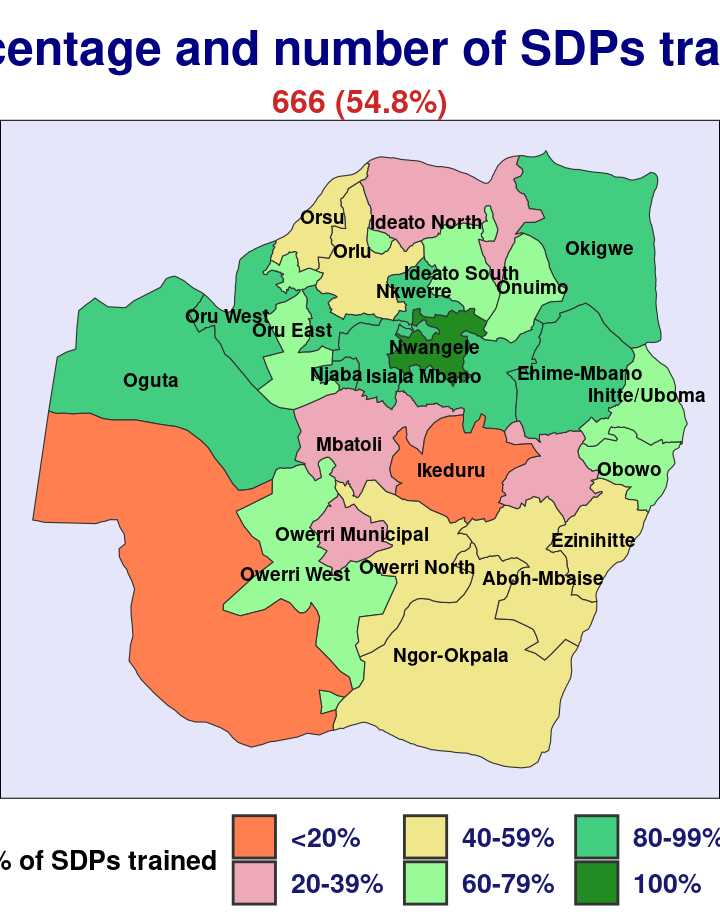 centage and number of SDPs tra
666 (54.8%)
Orsu
Ideato North
Orlu
Okigwe
Ideato South
Nkwerre
Onuimo
Oru West
Oru East
Nwangele
Njaba
Isiala Mbano
Ehime-Mbano
Oguta
Ihitte/Uboma
Mbatoli
Ikeduru
Obowo
Owerri Municipal
Ezinihitte
Owerri West
Owerri North
Aboh-Mbaise
Ngor-Okpala
% of SDPs trained
<20%
40-59%
80-99%
20-39%
60-79%
100%